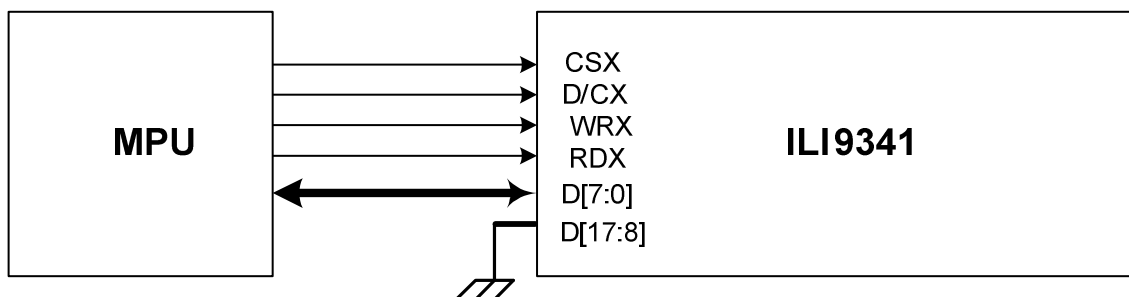 MPU
CSX
D/CX
WRX
RDX
D[7:0]
D[17:8]
ILI9341